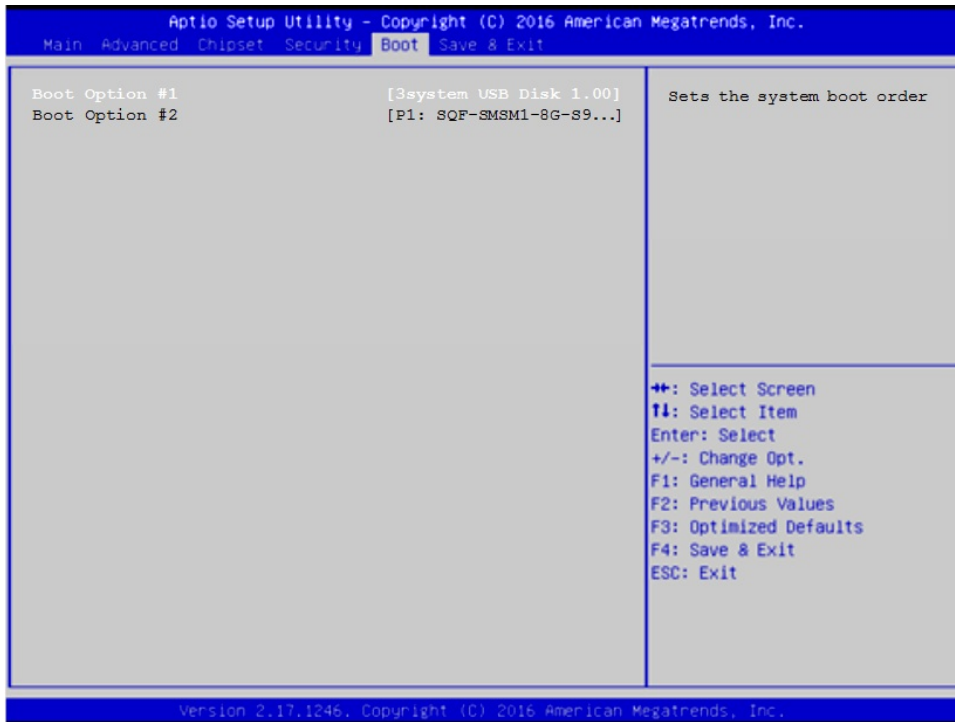 Aptio Setup Utility – Copyright (C) 2016 American Megatrends, Inc.
Main Advanced Chipset Security Boot Save & Exit
Boot Option #1 [3system USB Disk 1.00]
Boot Option #2 [P1: SQF-SMSM1-8G-S9...]
Sets the system boot order
→←: Select Screen
↑↓: Select Item
Enter: Select
+/-: Change Opt.
F1: General Help
F2: Previous Values
F3: Optimized Defaults
F4: Save & Exit
ESC: Exit
Version 2.17.1246. Copyright (C) 2016 American Megatrends, Inc.